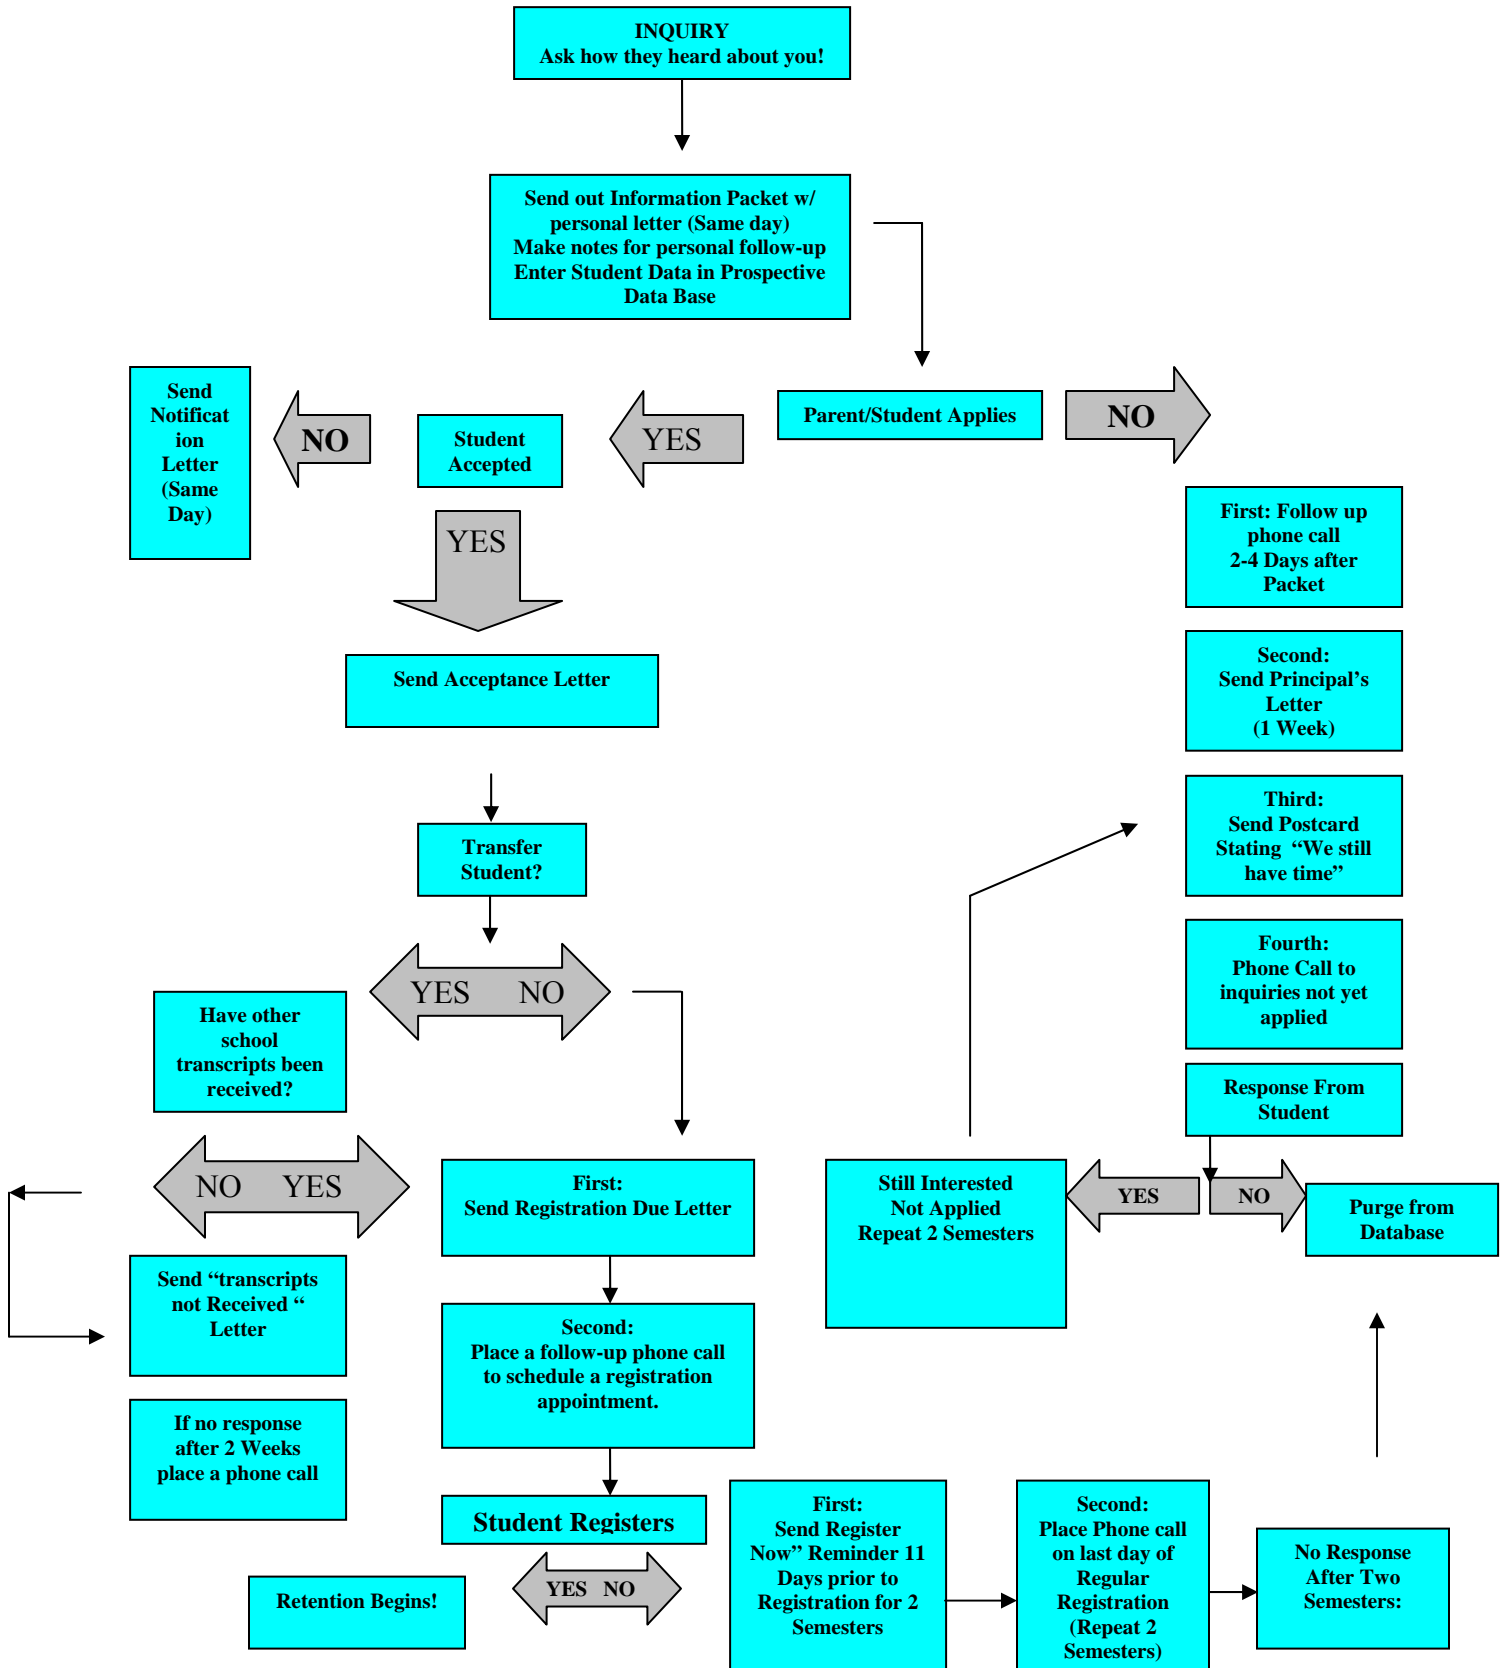 INQUIRY
Ask how they heard about you!
Send out Information Packet w/
personal letter (Same day)
Make notes for personal follow-up
Enter Student Data in Prospective
Data Base
Parent/Student Applies
NO
YES
Student
Accepted
NO
Send
Notificat
ion
Letter
(Same
Day)
YES
First: Follow up
phone call
2-4 Days after
Packet
Second:
Send Principal's
Letter
(1 Week)
Third:
Send Postcard
Stating “We still
have time”
Fourth:
Phone Call to
inquiries not yet
applied
Response From
Student
YES
NO
Still Interested
Not Applied
Repeat 2 Semesters
Purge from
Database
Send Acceptance Letter
Transfer
Student?
YES NO
Have other
school
transcripts been
received?
NO YES
Send “transcripts
not Received “
Letter
If no response
after 2 Weeks
place a phone call
First:
Send Registration Due Letter
Second:
Place a follow-up phone call
to schedule a registration
appointment.
Student Registers
YES NO
Retention Begins!
First:
Send Register
Now” Reminder 11
Days prior to
Registration for 2
Semesters
Second:
Place Phone call
on last day of
Regular
Registration
(Repeat 2
Semesters)
No Response
After Two
Semesters: